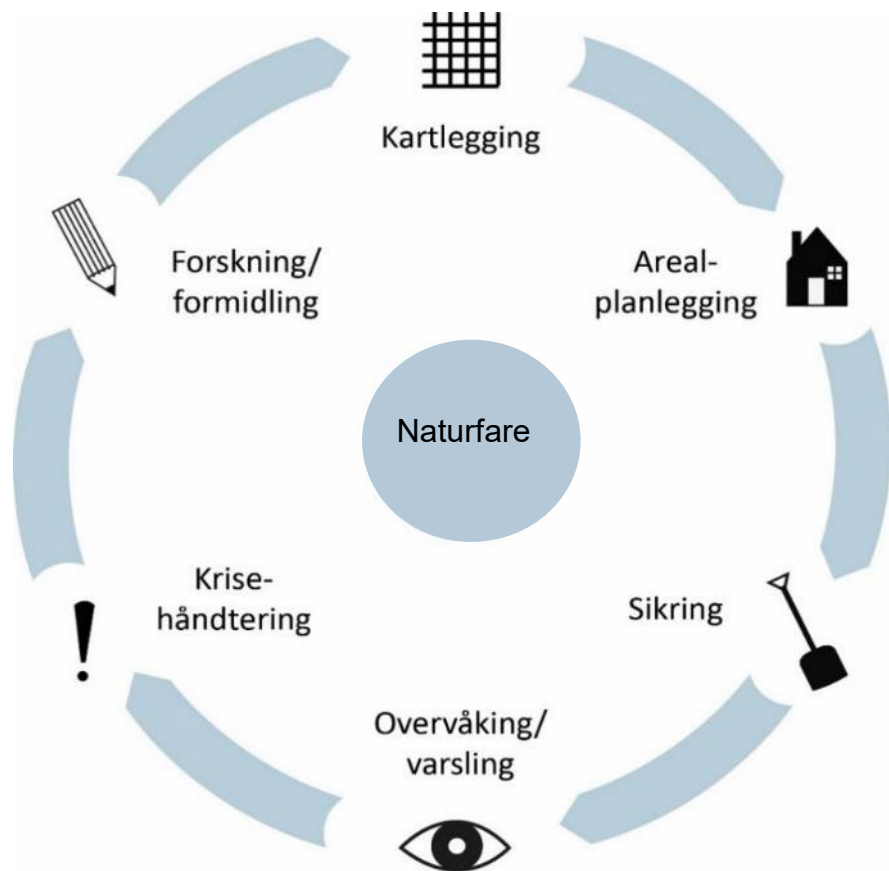 Kartlegging
Areal-
planlegging
Sikring
Overvåking/
varsling
Krise-
håndtering
Forskning/
formidling
Naturfare